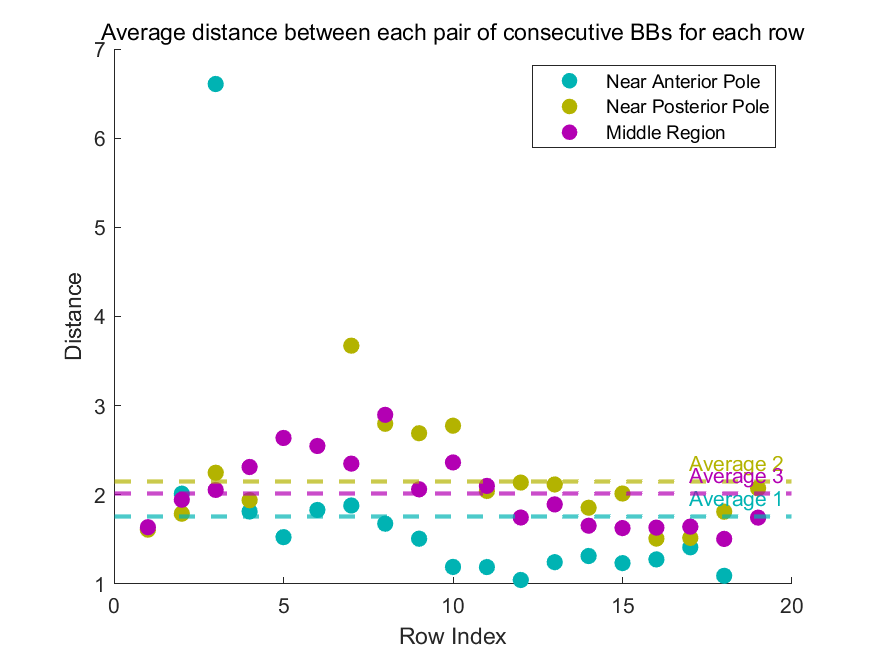 Average distance between each pair of consecutive BBs for each row
7
Near Anterior Pole
Near Posterior Pole
Middle Region
6
5
4
3
2
1
Distance
Average 2
Average 3
Average 1
0
5
10
15
20
Row Index